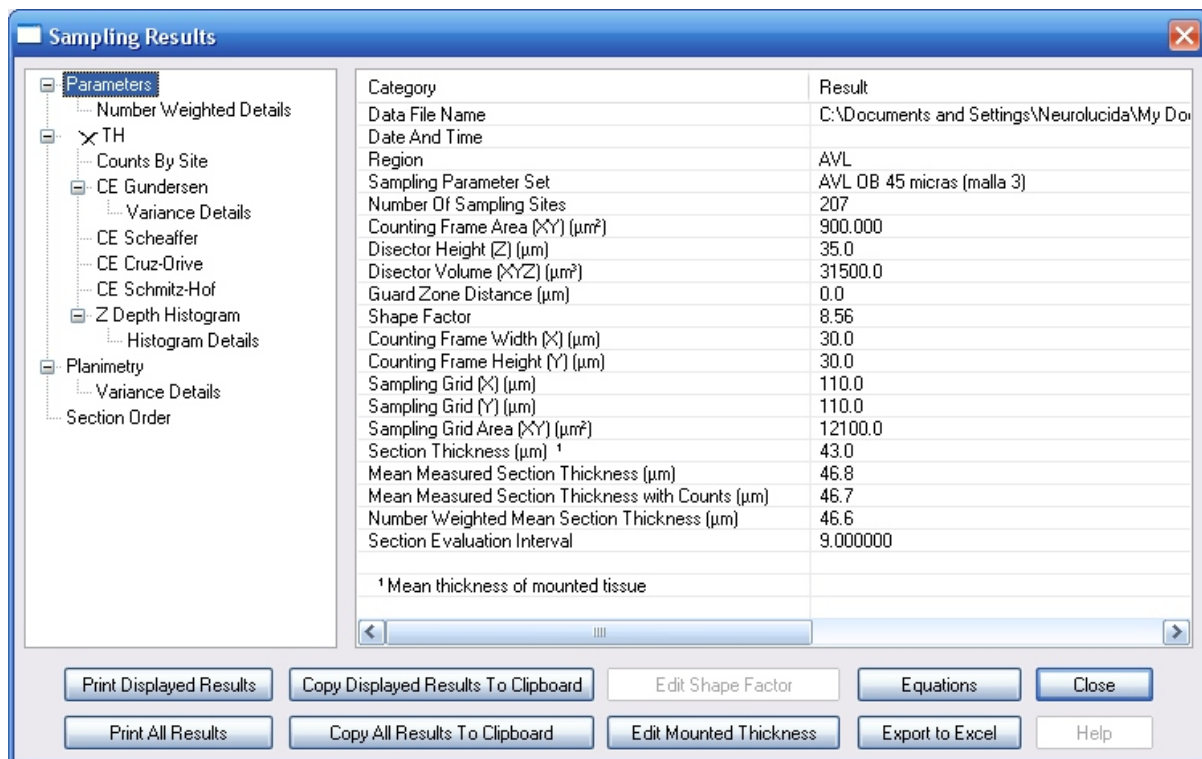 Sampling Results
Parameters
Number Weighted Details
TH
Counts By Site
CE Gundersen
Variance Details
CE Scheaffer
CE Cruz-Orive
CE Schmitz-Hof
Z Depth Histogram
Histogram Details
Planimetry
Variance Details
Section Order
Category Result
Data File Name C:\Documents and Settings\Neurolucida\My Do
Date And Time
Region AVL
Sampling Parameter Set AVL OB 45 micras (malla 3)
Number Of Sampling Sites 207
Counting Frame Area (XY) (µm²) 900.000
Disector Height (Z) (µm) 35.0
Disector Volume (XYZ) (µm³) 31500.0
Guard Zone Distance (µm) 0.0
Shape Factor 8.56
Counting Frame Width (X) (µm) 30.0
Counting Frame Height (Y) (µm) 30.0
Sampling Grid (X) (µm) 110.0
Sampling Grid (Y) (µm) 110.0
Sampling Grid Area (XY) (µm²) 12100.0
Section Thickness (µm) ¹ 43.0
Mean Measured Section Thickness (µm) 46.8
Mean Measured Section Thickness with Counts (µm) 46.7
Number Weighted Mean Section Thickness (µm) 46.6
Section Evaluation Interval 9.000000
¹ Mean thickness of mounted tissue
Print Displayed Results Copy Displayed Results To Clipboard Edit Shape Factor Equations Close
Print All Results Copy All Results To Clipboard Edit Mounted Thickness Export to Excel Help